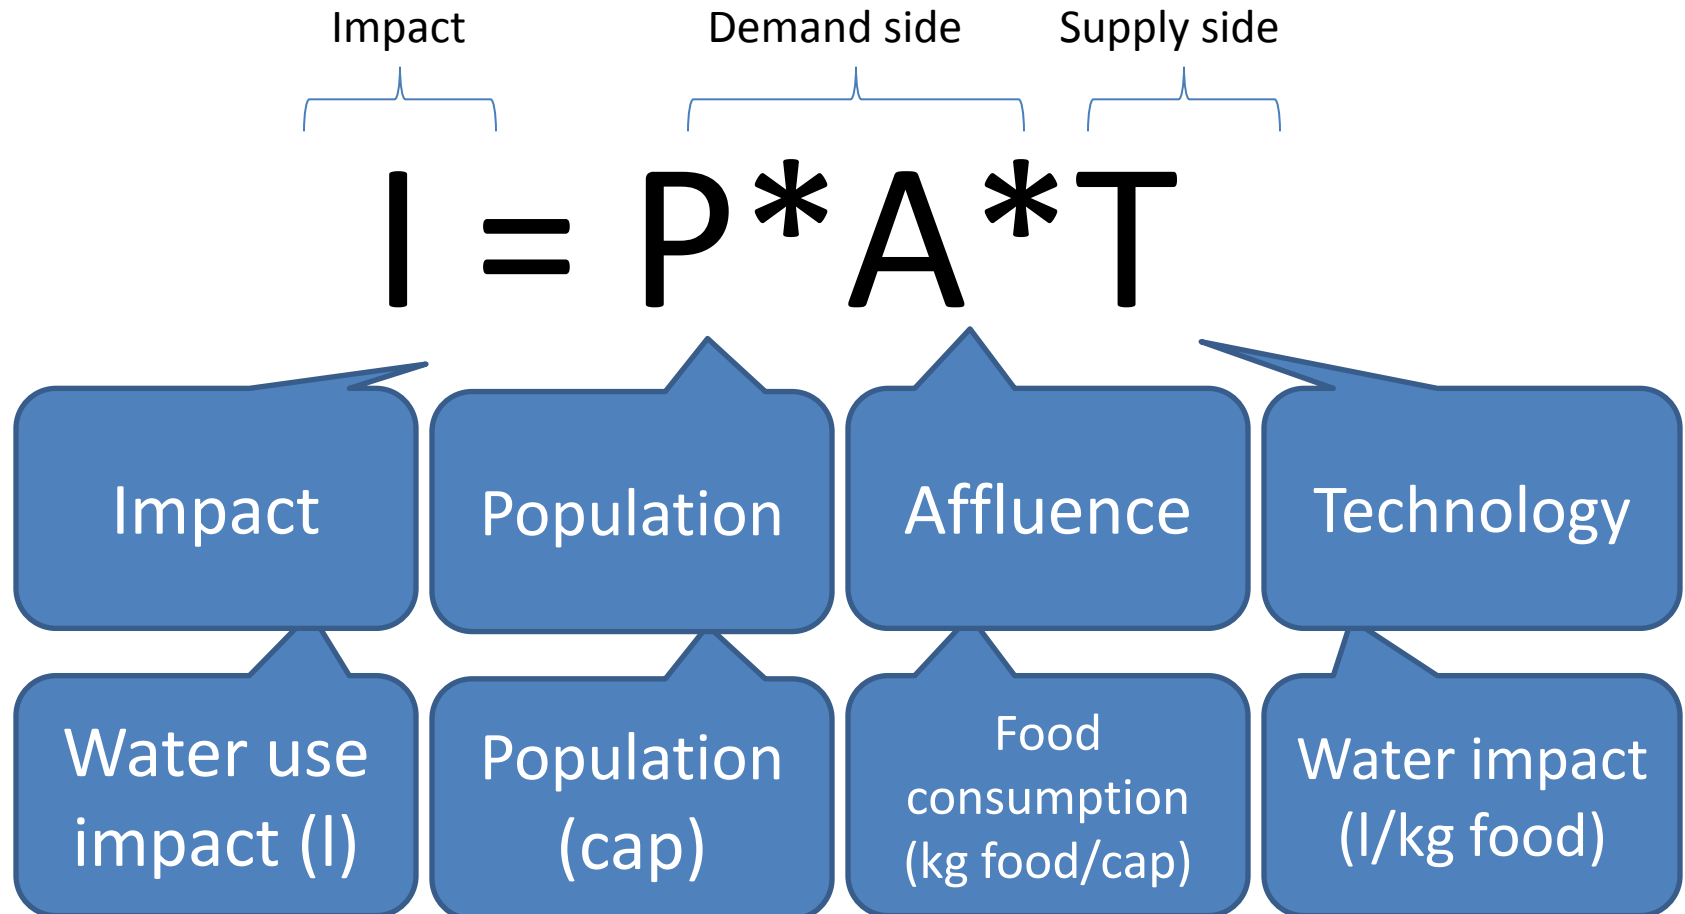 Impact
Demand side
Supply side
I = P*A*T
Impact
Population
Affluence
Technology
Water use
impact (l)
Population
(cap)
Food
consumption
(kg food/cap)
Water impact
(l/kg food)